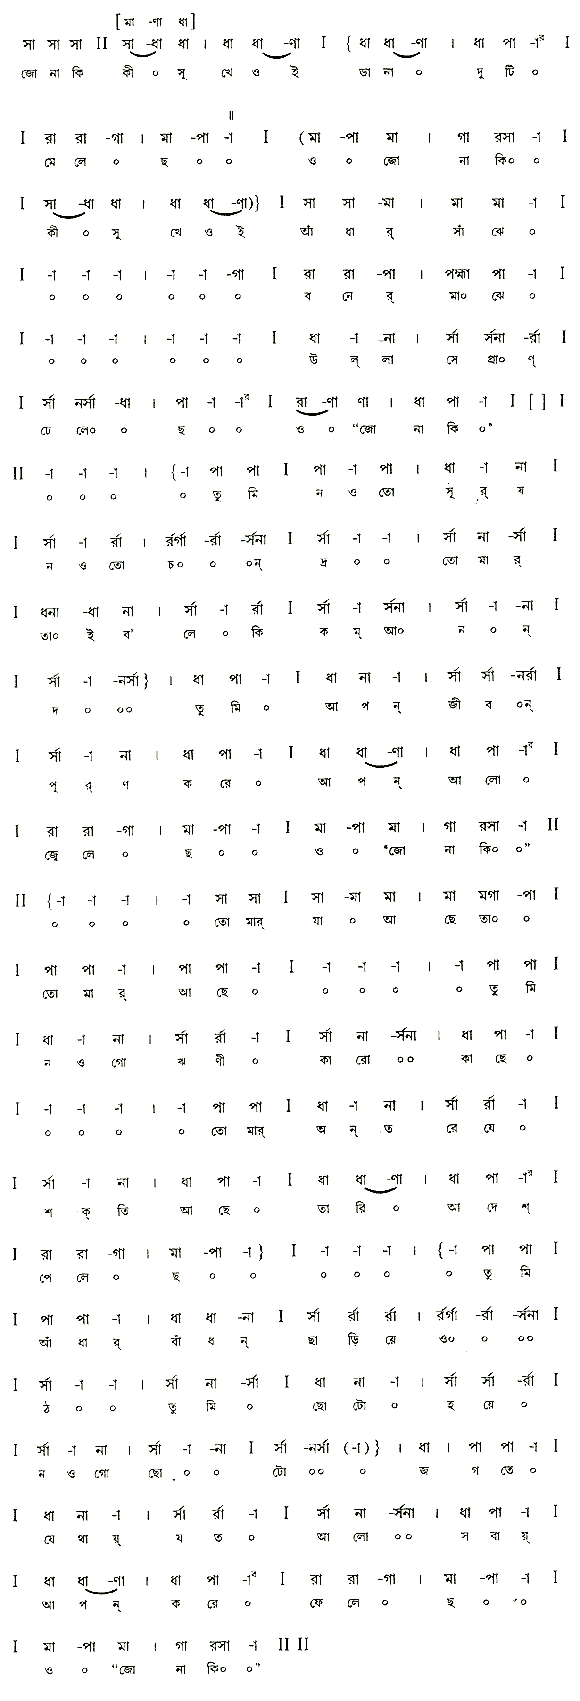 [ মা -ণা ধা ]
সা সা সা II সা -ধা ধা । ধা ধা -ণা I { ধা ধা -ণা । ধা পা -াᴿ I
জো না কি কী ০ সু খে ও ই ডা না ০ দু টি ০
॥
I রা রা -গা । মা -পা -া I (মা -পা মা । গা রসা -া I
মে লে ০ ছ ০ ০ ও ০ জো না কি০ ০
I সা -ধা ধা । ধা ধা -ণা)} I সা সা -মা । মা মা -া I
কী ০ সু খে ও ই আঁ ধা র্ সাঁ ঝে ০
I -া -া -া । -া -া -গা I রা রা -পা । পহ্মা পা -া I
০ ০ ০ ০ ০ ০ ব নে র্ মা০ ঝে ০
I -া -া -া । -া -া -া I ধা -া না । র্সা র্সনা -র্রা I
০ ০ ০ ০ ০ ০ উ ল্ লা সে প্রা০ ণ্
I র্সা নর্সা -ধা । পা -া -াᴿ I রা -ণা ণা । ধা পা -া I [ ] I
ঢে লে০ ০ ছ ০ ০ ও ০ “জো না কি ০”
II -া -া -া । {-া পা পা I পা -া পা । ধা -া না I
০ ০ ০ ০ তু মি ন ও তো সূ র্ য
I র্সা -া র্রা । র্রর্গা -র্রা -র্সনা I র্সা -া -া । র্সা না -র্সা I
ন ও তো চ০ ০ ০ন্ দ্র ০ ০ তো মা র্
I ধনা -ধা না । র্সা -া র্রা I র্সা -া র্সনা । র্সা -া -না I
তা০ ই ব’ লে ০ কি ক ম্ আ০ ন ০ ন্
I র্সা -া -নর্সা} । ধা পা -া I ধা না -া । র্সা র্সা -নর্রা I
দ ০ ০০ তু মি ০ আ প ন্ জী ব ০ন্
I র্সা -া না । ধা পা -া I ধা ধা -ণা । ধা পা -াᴿ I
পূ র্ ণ ক রে ০ আ প ন্ আ লো ০
I রা রা -গা । মা -পা -া I মা -পা মা । গা রসা -া II
জ্বে লে ০ ছ ০ ০ ও ০ “জো না কি০ ০”
II {-া -া -া । -া সা সা I সা -মা মা । মা মগা -পা I
০ ০ ০ ০ তো মার্ যা ০ আ ছে তা০ ০
I পা পা -া । পা পা -া I -া -া -া । -া পা পা I
তো মা র্ আ ছে ০ ০ ০ ০ ০ তু মি
I ধা -া না । র্সা র্রা -া I র্সা না -র্সনা । ধা পা -া I
ন ও গো ঋ ণী ০ কা রো ০০ কা ছে ০
I -া -া -া । -া পা পা I ধা -া না । র্সা র্রা -া I
০ ০ ০ ০ তো মার্ অ ন্ ত রে যে ০
I র্সা -া না । ধা পা -া I ধা ধা -ণা । ধা পা -াᴿ I
শ ক্ তি আ ছে ০ তা রি ০ আ দে শ্
I রা রা -গা । মা -পা -া } I -া -া -া । {-া পা পা I
পে লে ০ ছ ০ ০ ০ ০ ০ ০ তু মি
I পা পা -া । ধা ধা -না I র্সা র্রা র্রা । র্রর্গা -র্রা -র্সনা I
আঁ ধা র্ বাঁ ধ ন্ ছা ড়ি য়ে ও০ ০ ০০
I র্সা -া -া । র্সা না -র্সা I ধা না -া । র্সা র্সা -র্রা I
ঠ ০ ০ তু মি ০ ছো টো ০ হ য়ে ০
I র্সা -া না । র্সা -া -না I র্সা -নর্সা (-া)} । ধা । পা পা -া I
ন ও গো ছো ০ ০ টো ০০ ০ জ গ তে ০
I ধা না -া । র্সা র্রা -া I র্সা না -র্সনা । ধা পা -া I
যে থা য়্ য ত ০ আ লো ০০ স বা য়্
I ধা ধা -ণা । ধা পা -াᴿ I রা রা -গা । মা -পা -া I
আ প ন্ ক রে ০ ফে লে ০ ছ ০ ০
I মা -পা মা । গা রসা -া II II
ও ০ “জো না কি০ ০”